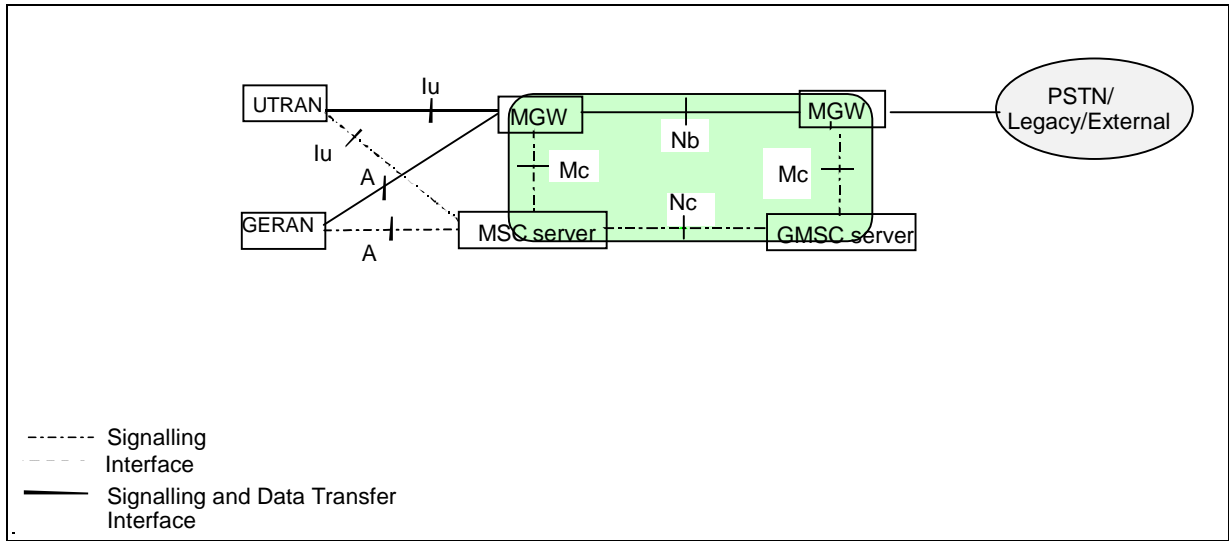 Iu
UTRAN
MGW
MGW
PSTN/
Legacy/External
Iu
Nb
A
Mc
Mc
Nc
GERAN
MSC server
GMSC server
A
Signalling
Interface
Signalling and Data Transfer
Interface